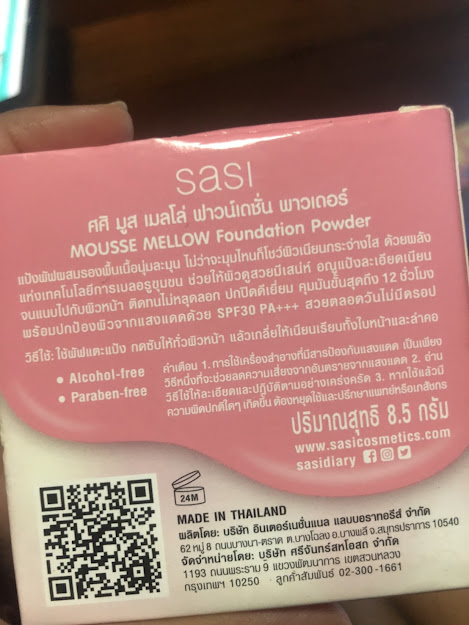 sasi
ศศิ มูส เมลโล่ ฟาวน์เดชั่น พาวเดอร์
MOUSSE MELLOW Foundation Powder
แป้งพัฟผสมรองพื้นเนื้อนุ่มละมุน ไม่ว่าจะมุมไหนก็โชว์ผิวเนียนกระจ่างใส ด้วยพลัง
แห่งเทคโนโลยีการเบลอรูขุมขน ช่วยให้ผิวดูสวยมีเสน่ห์ อณูแป้งละเอียดเนียน
จนแนบไปกับผิวหน้า ติดทนไม่หลุดลอก ปกปิดดีเยี่ยม คุมมันขั้นสุดถึง 12 ชั่วโมง
พร้อมปกป้องผิวจากแสงแดดด้วย SPF30 PA+++ สวยตลอดวันไม่มีดรอป
วิธีใช้: ใช้พัฟแตะแป้ง กดซับให้ทั่วผิวหน้า แล้วเกลี่ยให้เนียนเรียบทั้งใบหน้าและลำคอ
• Alcohol-free
• Paraben-free
คำเตือน 1. การใช้เครื่องสำอางที่มีสารป้องกันแสงแดด เป็นเพียง
วิธีหนึ่งที่จะช่วยลดความเสี่ยงจากอันตรายจากแสงแดด 2. อ่าน
วิธีใช้ให้ละเอียดและปฏิบัติตามอย่างเคร่งครัด 3. หากใช้แล้วมี
ความผิดปกติใดๆ เกิดขึ้น ต้องหยุดใช้และปรึกษาแพทย์หรือเภสัชกร
ปริมาณสุทธิ 8.5 กรัม
www.sasicosmetics.com
sasidiary
24M
MADE IN THAILAND
ผลิตโดย: บริษัท อินเตอร์เนชั่นแนล แลบบอราทอรีส์ จำกัด
62 หมู่ 8 ถนนบางนา-ตราด ต.บางโฉลง อ.บางพลี จ.สมุทรปราการ 10540
จัดจำหน่ายโดย: บริษัท ศรีจันทร์สหโอสถ จำกัด
1193 ถนนพระราม 9 แขวงพัฒนาการ เขตสวนหลวง
กรุงเทพฯ 10250 ลูกค้าสัมพันธ์ 02-300-1661